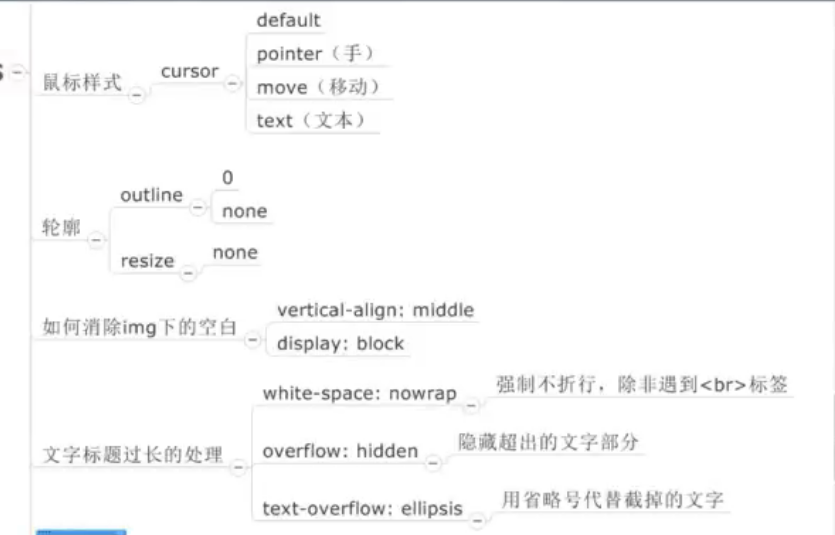 鼠标样式
cursor
default
pointer（手）
move（移动）
text（文本）
轮廓
outline
0
none
resize
none
如何消除img下的空白
vertical-align: middle
display: block
文字标题过长的处理
white-space: nowrap
强制不折行，除非遇到<br>标签
overflow: hidden
隐藏超出的文字部分
text-overflow: ellipsis
用省略号代替截掉的文字